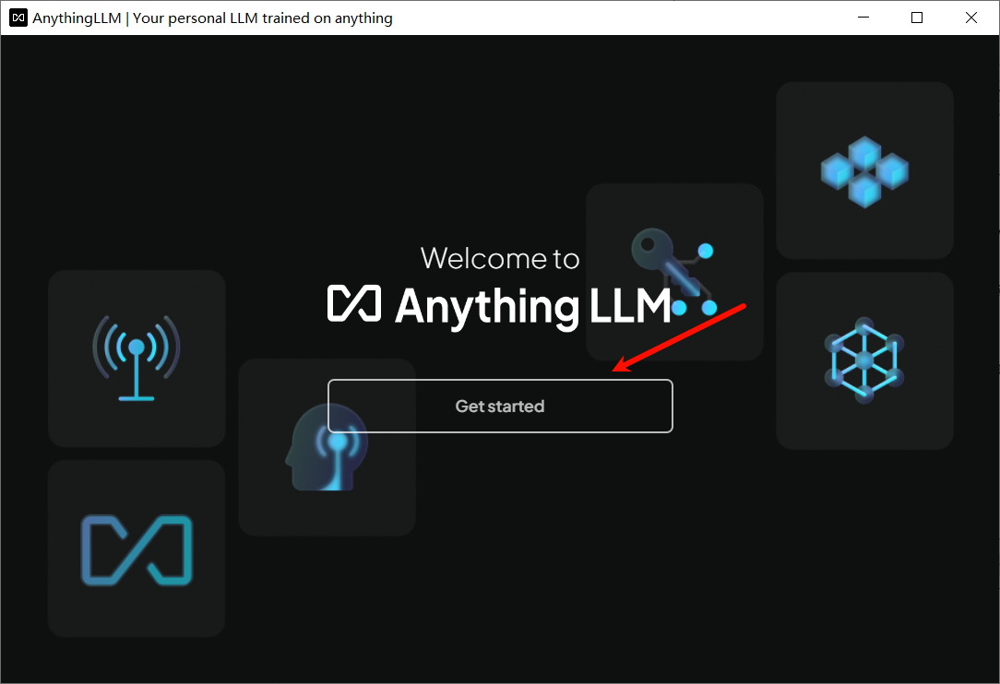 AnythingLLM | Your personal LLM trained on anything
Welcome to
Anything LLM
Get started